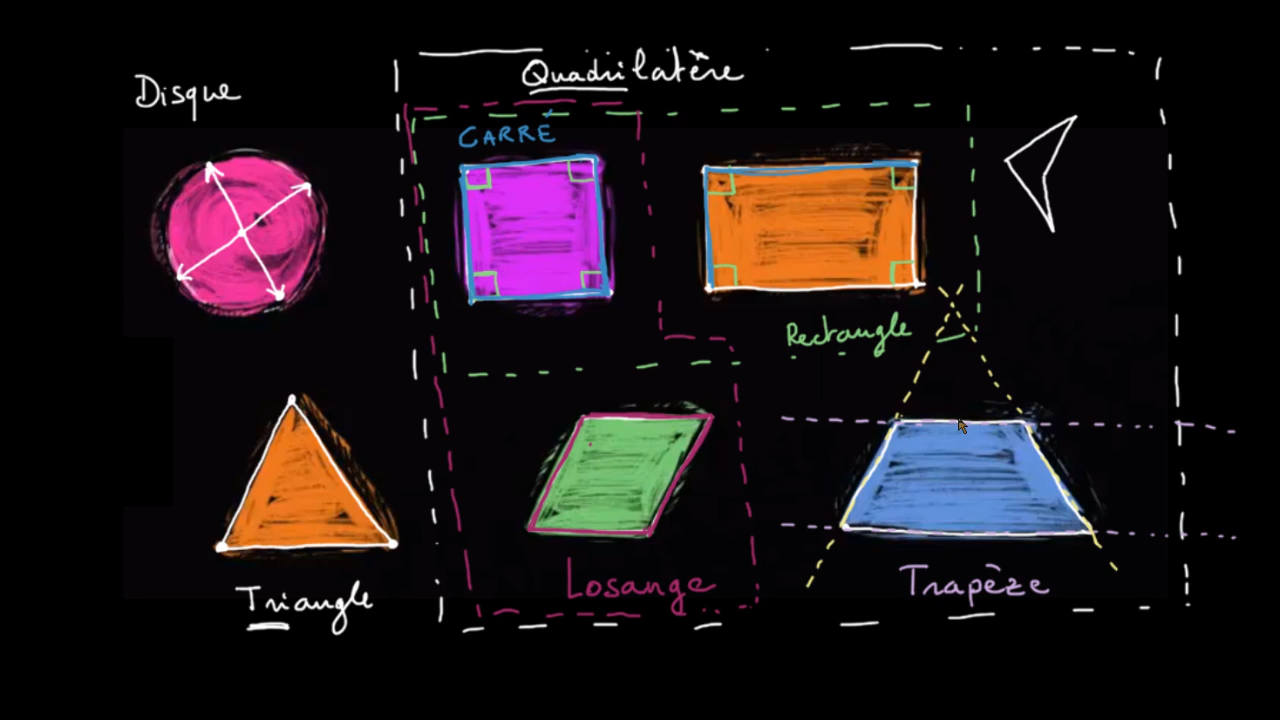 Disque
Quadrilatère
CARRÉ
Rectangle
Triangle
Losange
Trapèze